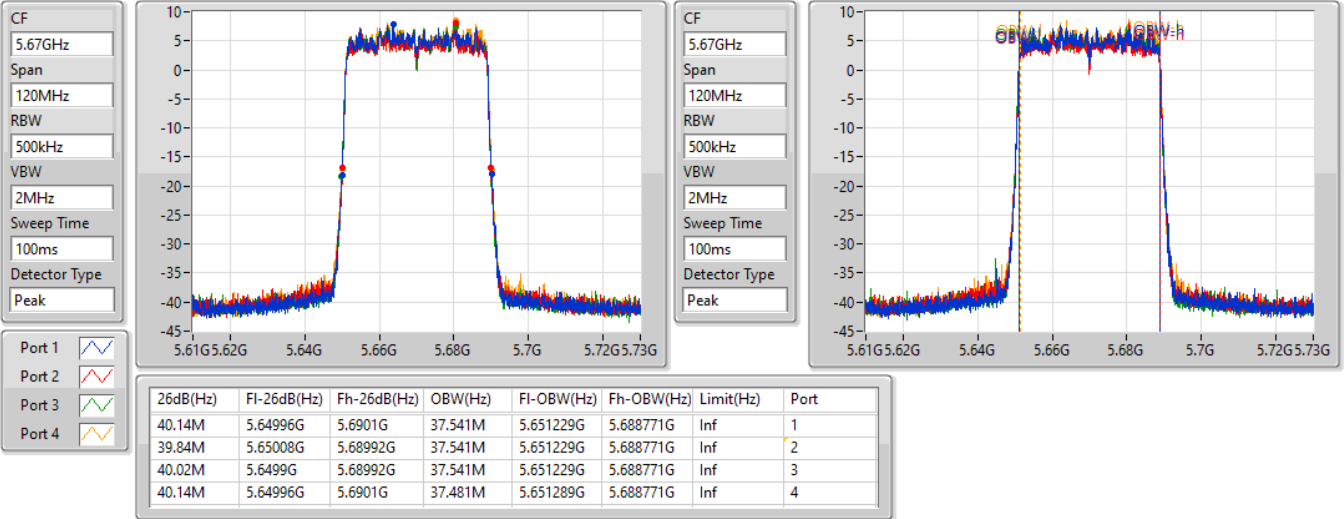 CF
5.67GHz
Span
120MHz
RBW
500kHz
VBW
2MHz
Sweep Time
100ms
Detector Type
Peak
10
5
0
-5
-10
-15
-20
-25
-30
-35
-40
-45
5.61G 5.62G 5.64G 5.66G 5.68G 5.7G 5.72G 5.73G
CF
5.67GHz
Span
120MHz
RBW
500kHz
VBW
2MHz
Sweep Time
100ms
Detector Type
Peak
10
5
0
-5
-10
-15
-20
-25
-30
-35
-40
-45
OBW-h
5.61G 5.62G 5.64G 5.66G 5.68G 5.7G 5.72G 5.73G
Port 1
Port 2
Port 3
Port 4
26dB(Hz) Fl-26dB(Hz) Fh-26dB(Hz) OBW(Hz) Fl-OBW(Hz) Fh-OBW(Hz) Limit(Hz) Port
40.14M 5.64996G 5.6901G 37.541M 5.651229G 5.688771G Inf 1
39.84M 5.65008G 5.68992G 37.541M 5.651229G 5.688771G Inf 2
40.02M 5.6499G 5.68992G 37.541M 5.651229G 5.688771G Inf 3
40.14M 5.64996G 5.6901G 37.481M 5.651289G 5.688771G Inf 4